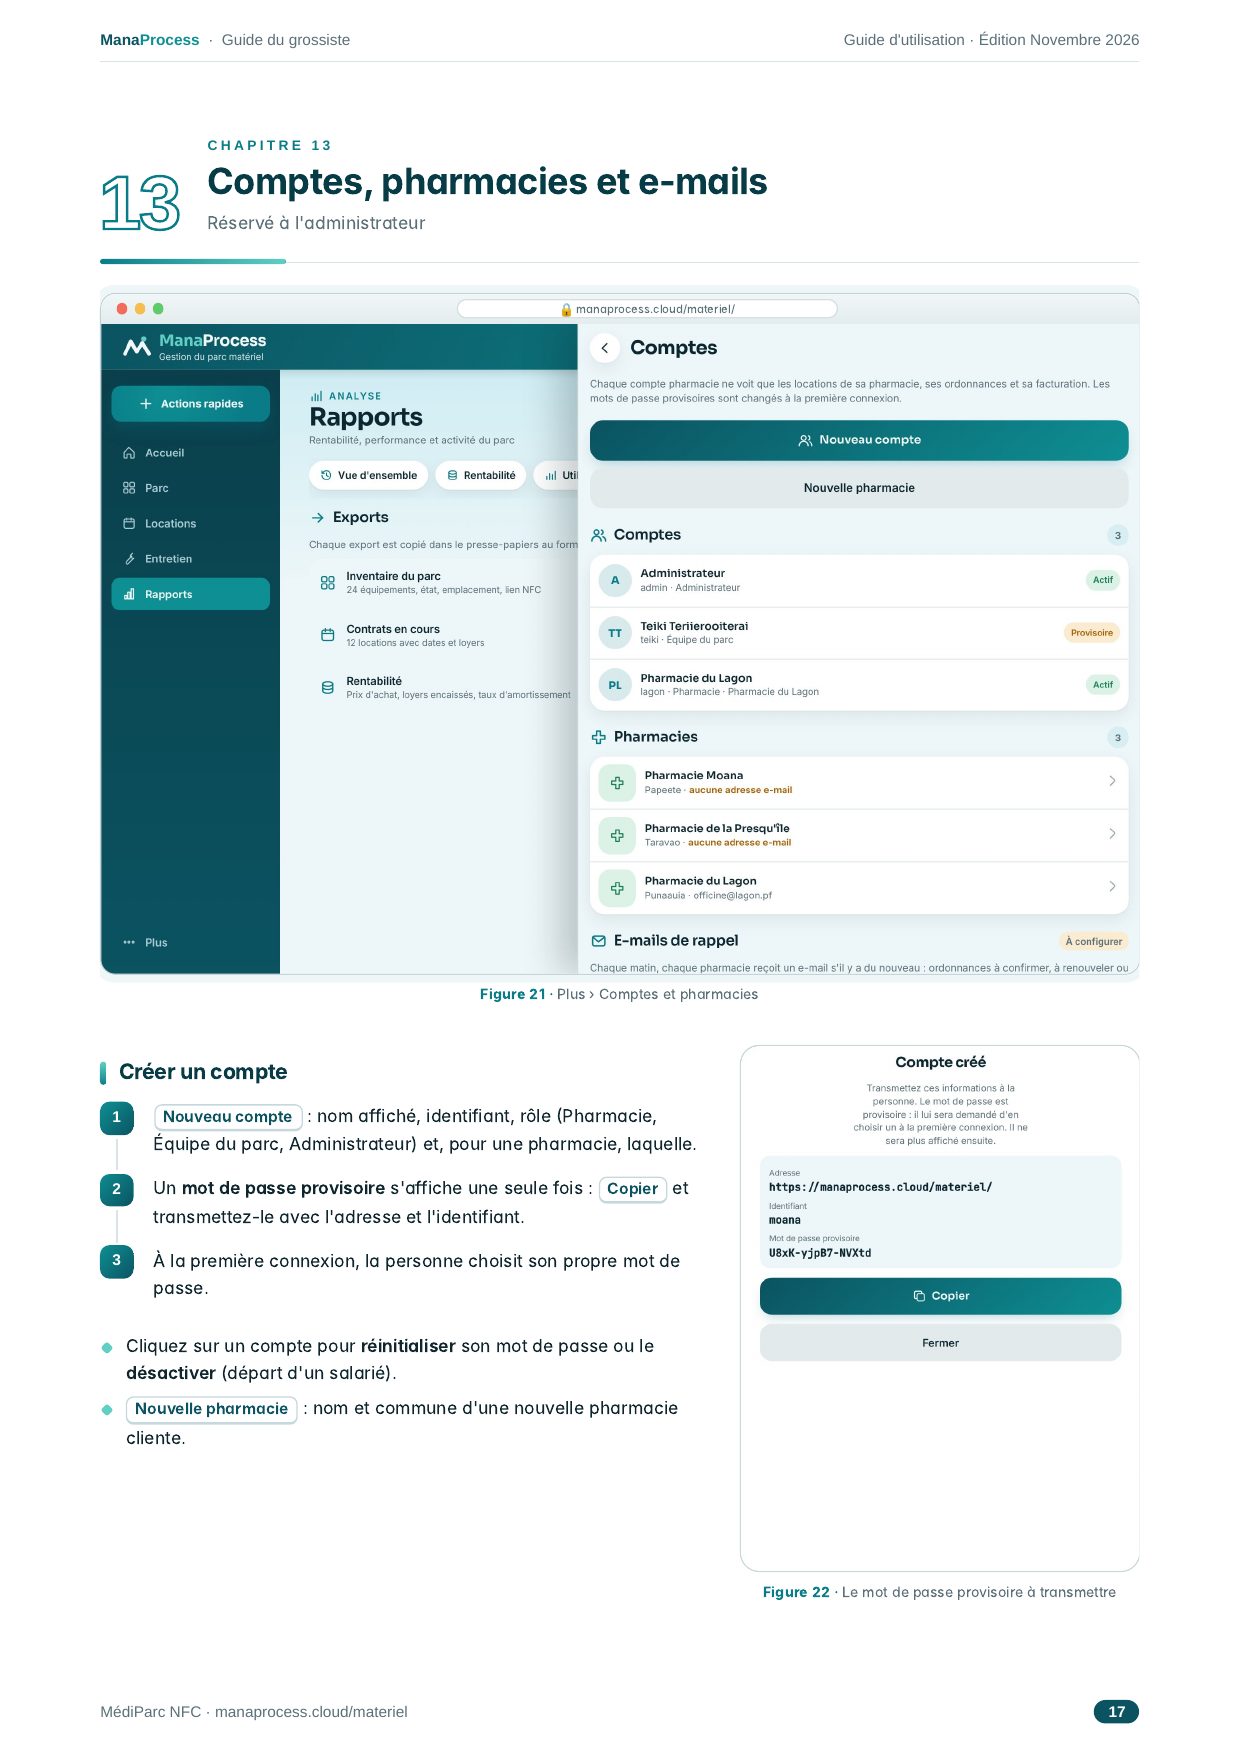 ManaProcess · Guide du grossiste
Guide d'utilisation · Édition Novembre 2026
CHAPITRE 13
13
Comptes, pharmacies et e-mails
Réservé à l'administrateur
manaprocess.cloud/materiel/
ManaProcess
Gestion du parc matériel
Actions rapides
Accueil
Parc
Locations
Entretien
Rapports
Plus
ANALYSE
Rapports
Rentabilité, performance et activité du parc
Vue d'ensemble
Rentabilité
Util
Exports
Chaque export est copié dans le presse-papiers au form
Inventaire du parc
24 équipements, état, emplacement, lien NFC
Contrats en cours
12 locations avec dates et loyers
Rentabilité
Prix d'achat, loyers encaissés, taux d'amortissement
Comptes
Chaque compte pharmacie ne voit que les locations de sa pharmacie, ses ordonnances et sa facturation. Les
mots de passe provisoires sont changés à la première connexion.
Nouveau compte
Nouvelle pharmacie
Comptes
3
A
Administrateur
admin · Administrateur
Actif
TT
Teiki Teriierooiterai
teiki · Équipe du parc
Provisoire
PL
Pharmacie du Lagon
lagon · Pharmacie · Pharmacie du Lagon
Actif
Pharmacies
3
Pharmacie Moana
Papeete · aucune adresse e-mail
Pharmacie de la Presqu'île
Taravao · aucune adresse e-mail
Pharmacie du Lagon
Punaauia · officine@lagon.pf
E-mails de rappel
À configurer
Chaque matin, chaque pharmacie reçoit un e-mail s'il y a du nouveau : ordonnances à confirmer, à renouveler ou
Figure 21 · Plus › Comptes et pharmacies
Créer un compte
1
Nouveau compte : nom affiché, identifiant, rôle (Pharmacie,
Équipe du parc, Administrateur) et, pour une pharmacie, laquelle.
2
Un mot de passe provisoire s'affiche une seule fois : Copier et
transmettez-le avec l'adresse et l'identifiant.
3
À la première connexion, la personne choisit son propre mot de
passe.
Cliquez sur un compte pour réinitialiser son mot de passe ou le
désactiver (départ d'un salarié).
Nouvelle pharmacie : nom et commune d'une nouvelle pharmacie
cliente.
Compte créé
Transmettez ces informations à la
personne. Le mot de passe est
provisoire : il lui sera demandé d'en
choisir un à la première connexion. Il ne
sera plus affiché ensuite.
Adresse
https://manaprocess.cloud/materiel/
Identifiant
moana
Mot de passe provisoire
U8xK-yjpB7-NVXtd
Copier
Fermer
Figure 22 · Le mot de passe provisoire à transmettre
MédiParc NFC · manaprocess.cloud/materiel
17